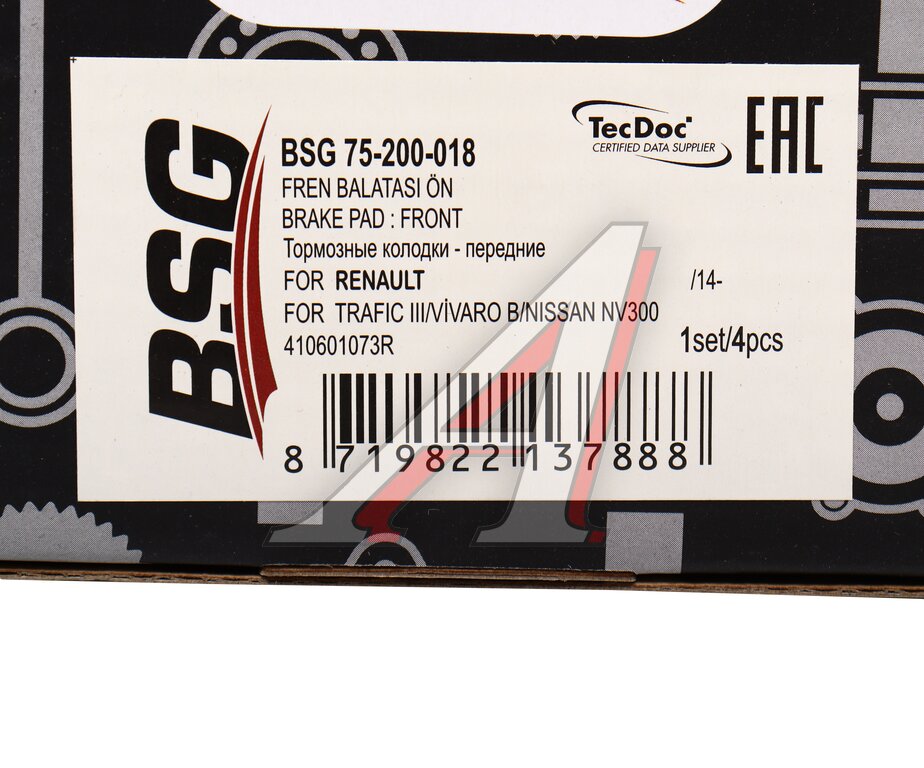 BSG
BSG 75-200-018
TecDoc
CERTIFIED DATA SUPPLIER
EAC
FREN BALATASI ÖN
BRAKE PAD : FRONT
Тормозные колодки - передние
FOR RENAULT /14-
FOR TRAFIC III/VİVARO B/NISSAN NV300
410601073R 1set/4pcs
8 719822 137888